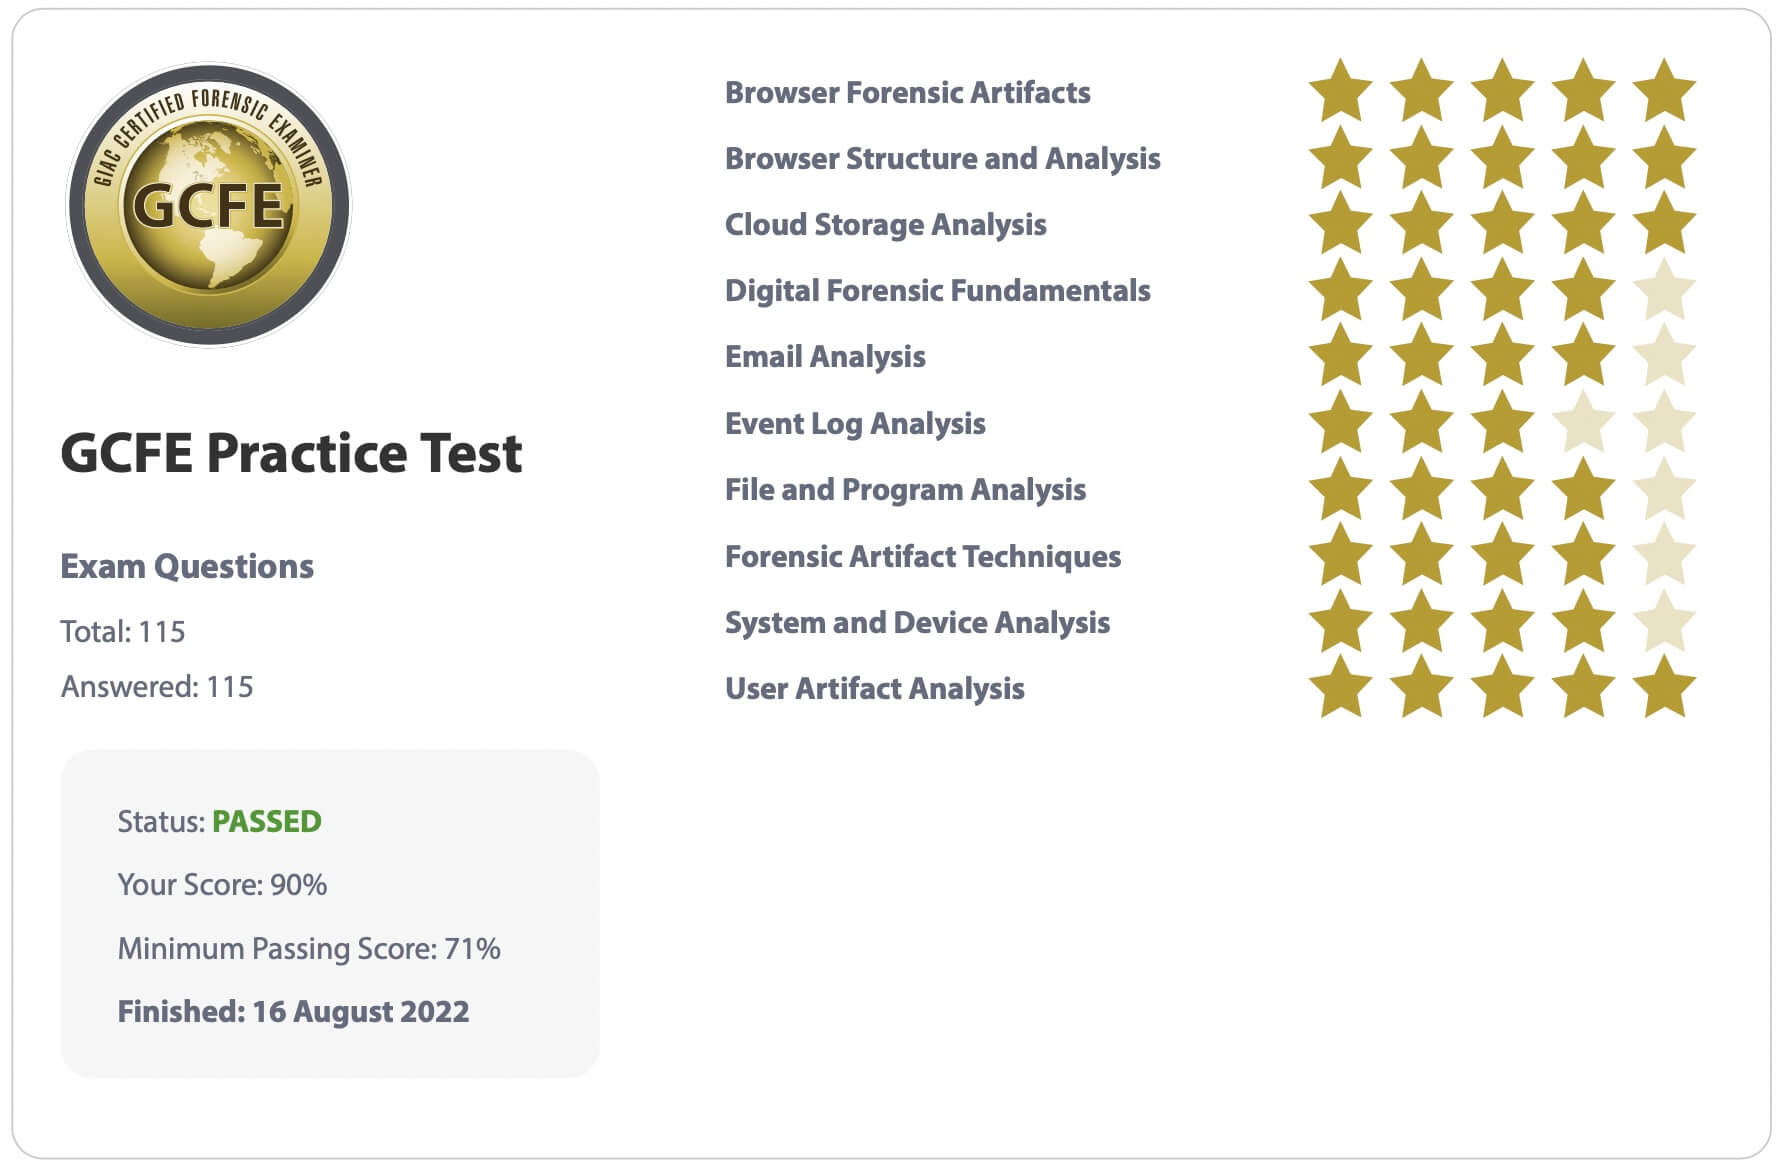 GIAC CERTIFIED FORENSIC EXAMINER
GCFE
GCFE Practice Test
Exam Questions
Total: 115
Answered: 115
Status: PASSED
Your Score: 90%
Minimum Passing Score: 71%
Finished: 16 August 2022
Browser Forensic Artifacts
Browser Structure and Analysis
Cloud Storage Analysis
Digital Forensic Fundamentals
Email Analysis
Event Log Analysis
File and Program Analysis
Forensic Artifact Techniques
System and Device Analysis
User Artifact Analysis